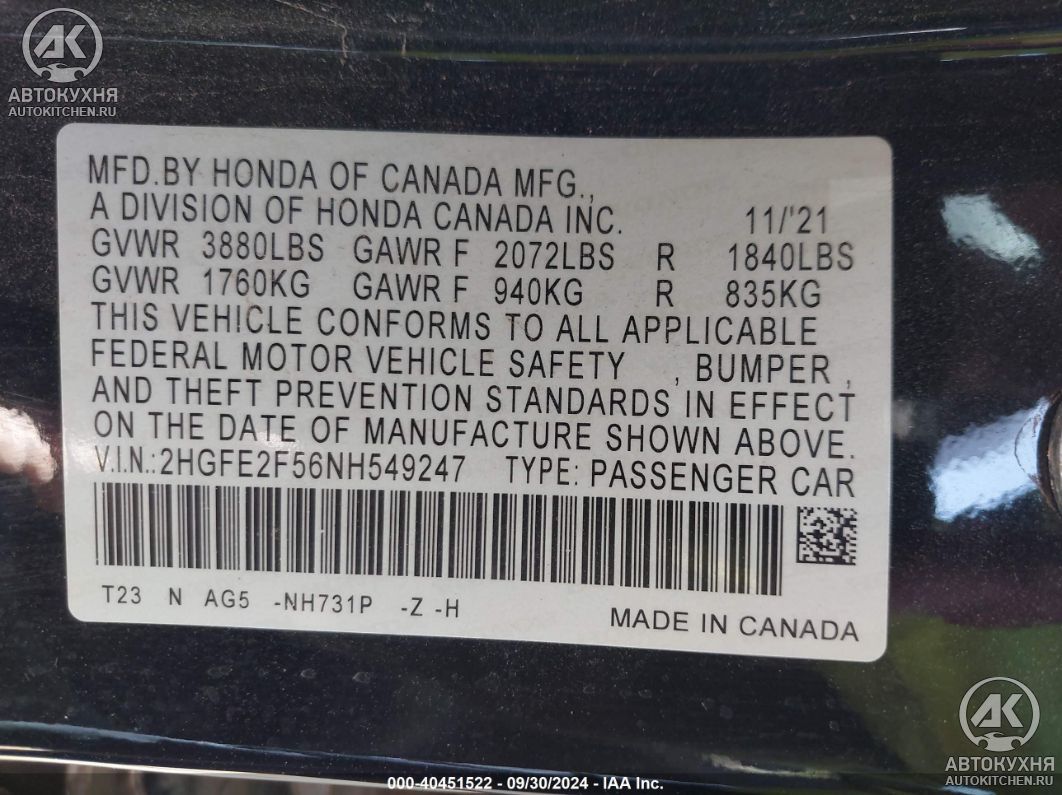 АК
АВТОКУХНЯ
AUTOKITCHEN.RU
MFD.BY HONDA OF CANADA MFG.,
A DIVISION OF HONDA CANADA INC. 11/'21
GVWR 3880LBS GAWR F 2072LBS R 1840LBS
GVWR 1760KG GAWR F 940KG R 835KG
THIS VEHICLE CONFORMS TO ALL APPLICABLE
FEDERAL MOTOR VEHICLE SAFETY , BUMPER ,
AND THEFT PREVENTION STANDARDS IN EFFECT
ON THE DATE OF MANUFACTURE SHOWN ABOVE.
V.I.N.:2HGFE2F56NH549247 TYPE: PASSENGER CAR
T23 N AG5 -NH731P -Z -H
MADE IN CANADA
АК
АВТОКУХНЯ
AUTOKITCHEN.RU
000-40451522 - 09/30/2024 - IAA Inc.